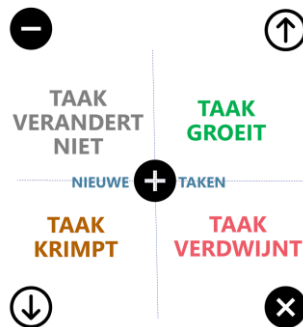 TAAK
VERANDERT
NIET
TAAK
GROEIT
NIEUWE + TAKEN
TAAK
KRIMPT
TAAK
VERDWIJNT